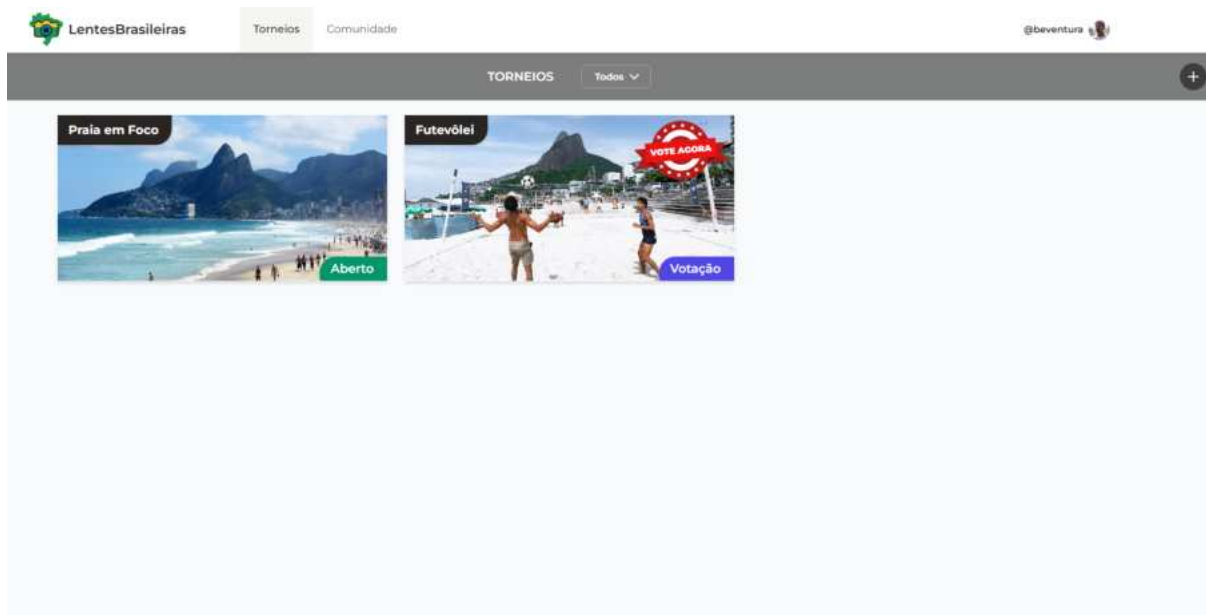 LentesBrasileiras
Torneios
Comunidade
@beventura
TORNEIOS
Todos
Praia em Foco
Aberto
Futevôlei
VOTE AGORA
Votação